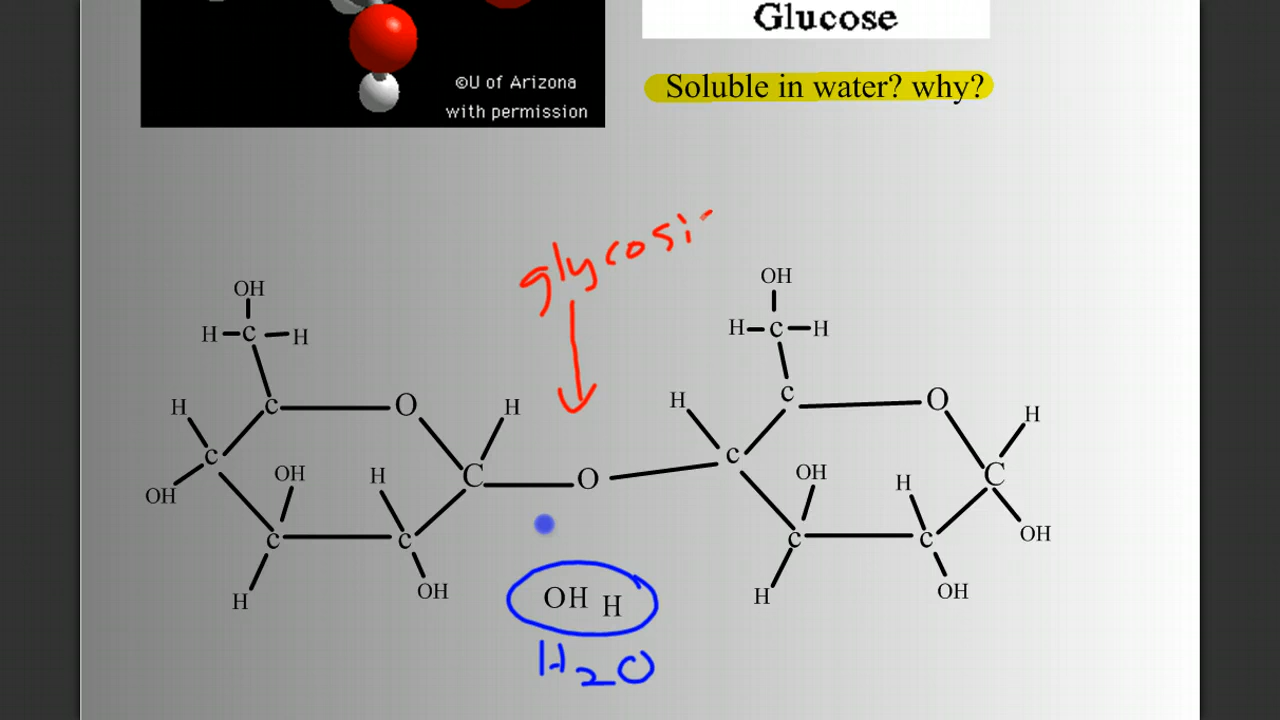 Glucose
©U of Arizona
with permission
Soluble in water? why?
glycosi
OH
H C H
H C O H
C C
OH OH H
C C
H OH
O
OH
H C H
H C O H
C C
OH H OH
C C
H OH
OH H
H2O